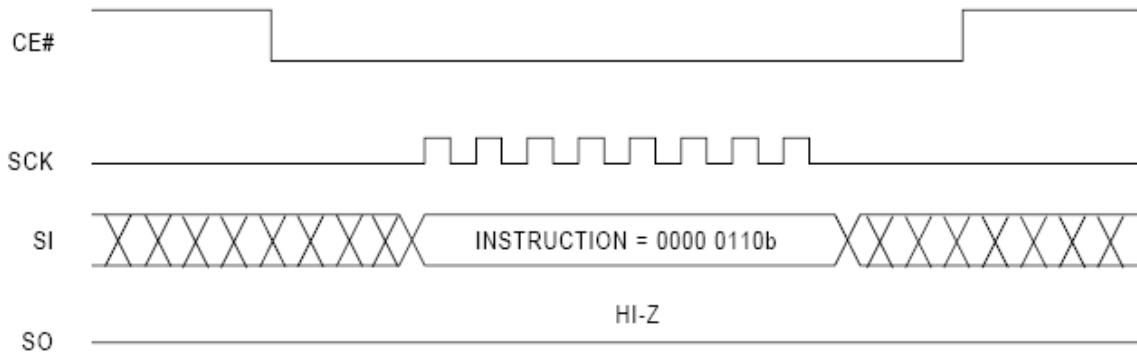 CE#
SCK
SI
INSTRUCTION = 0000 0110b
HI-Z
SO